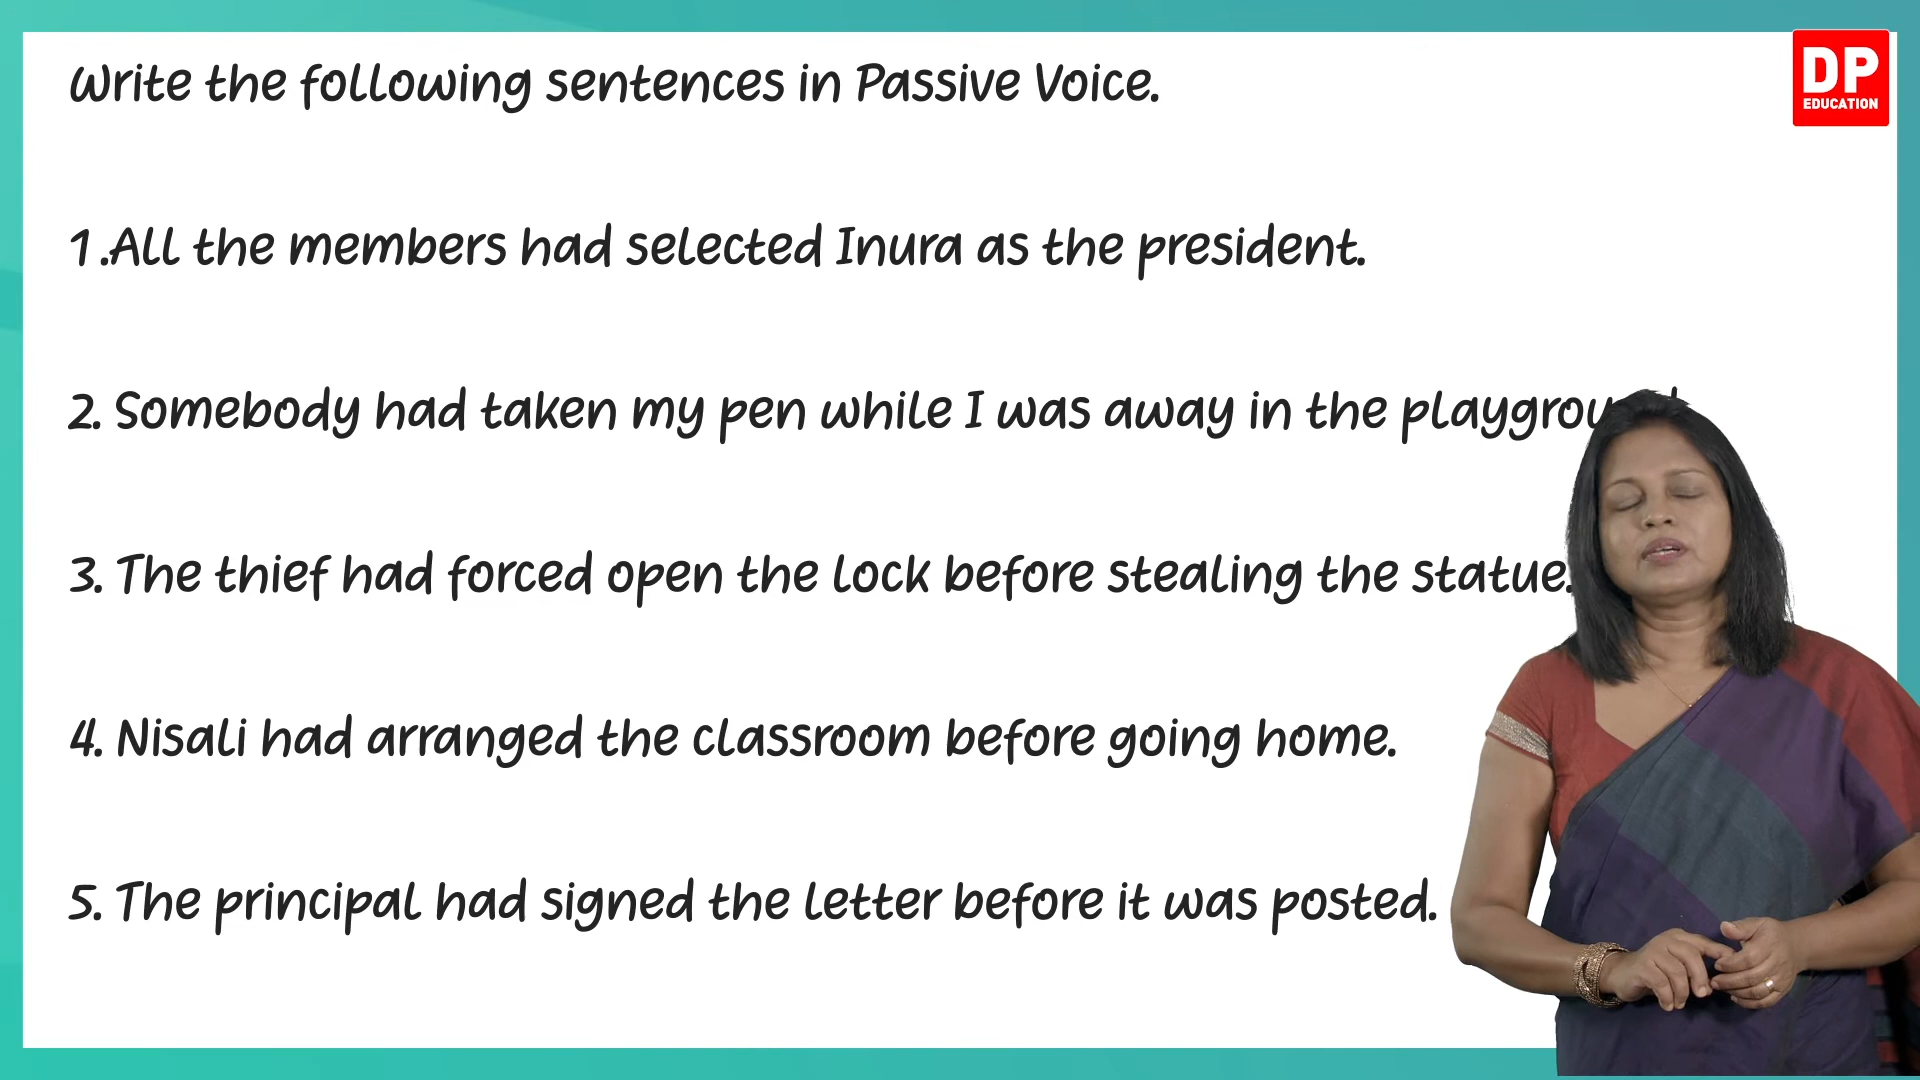 Write the following sentences in Passive Voice.
DP
EDUCATION
1.All the members had selected Inura as the president.
2. Somebody had taken my pen while I was away in the
3. The thief had forced open the lock before stealing the statue.
4. Nisali had arranged the classroom before going home.
5. The principal had signed the letter before it was posted.